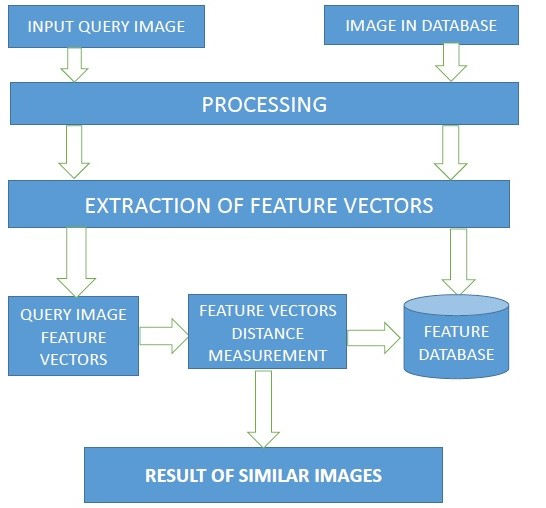 INPUT QUERY IMAGE
IMAGE IN DATABASE
PROCESSING
EXTRACTION OF FEATURE VECTORS
QUERY IMAGE
FEATURE
VECTORS
FEATURE VECTORS
DISTANCE
MEASUREMENT
FEATURE
DATABASE
RESULT OF SIMILAR IMAGES